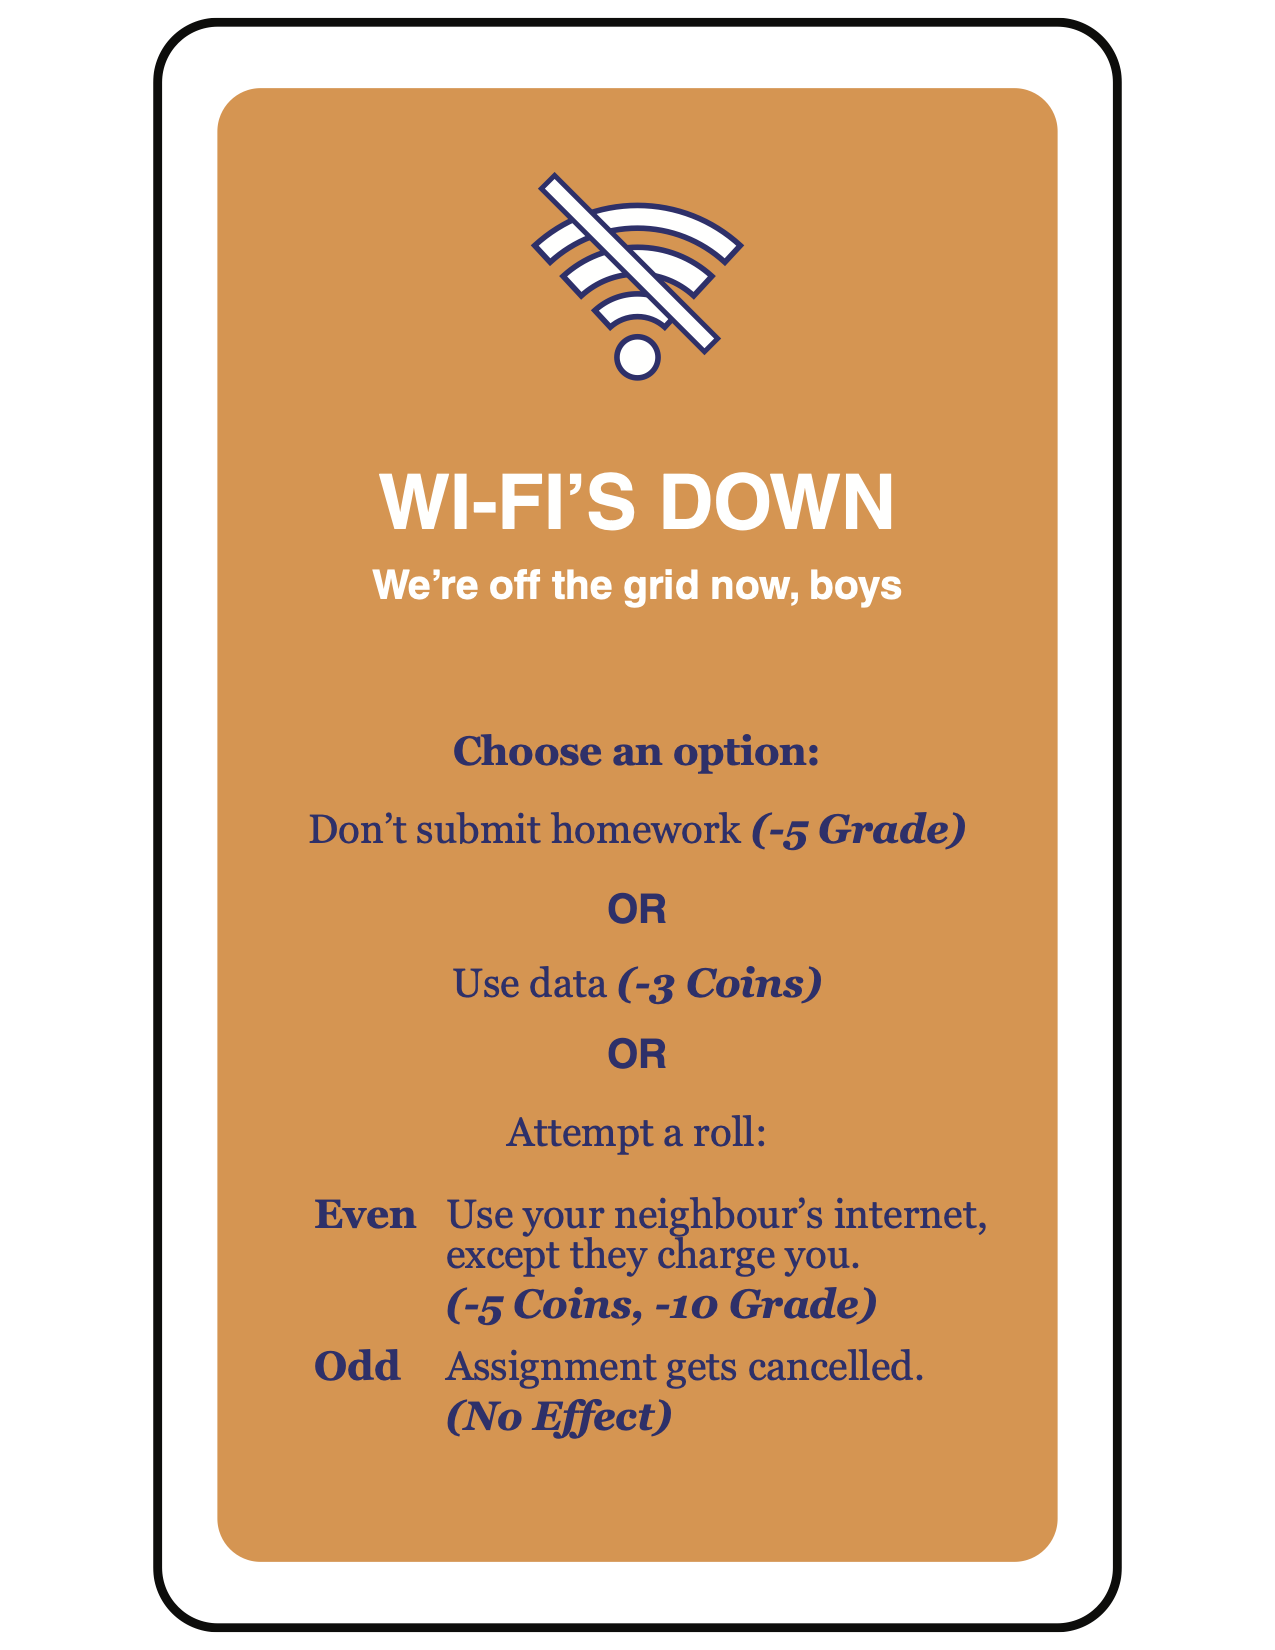 WI-FI’S DOWN
We’re off the grid now, boys
Choose an option:
Don’t submit homework (-5 Grade)
OR
Use data (-3 Coins)
OR
Attempt a roll:
Even Use your neighbour’s internet,
except they charge you.
(-5 Coins, -10 Grade)
Odd Assignment gets cancelled.
(No Effect)